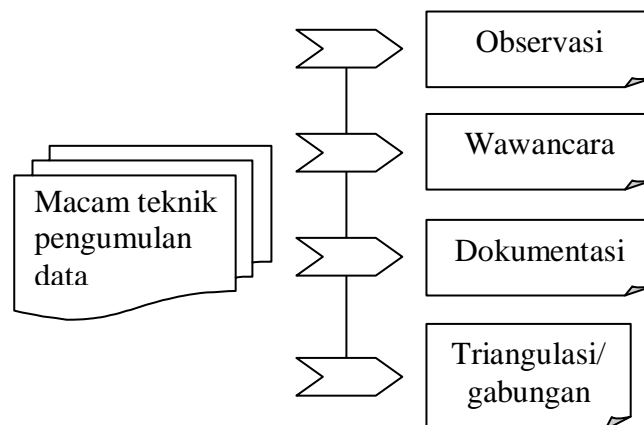 Macam teknik
pengumulan
data
Observasi
Wawancara
Dokumentasi
Triangulasi/
gabungan